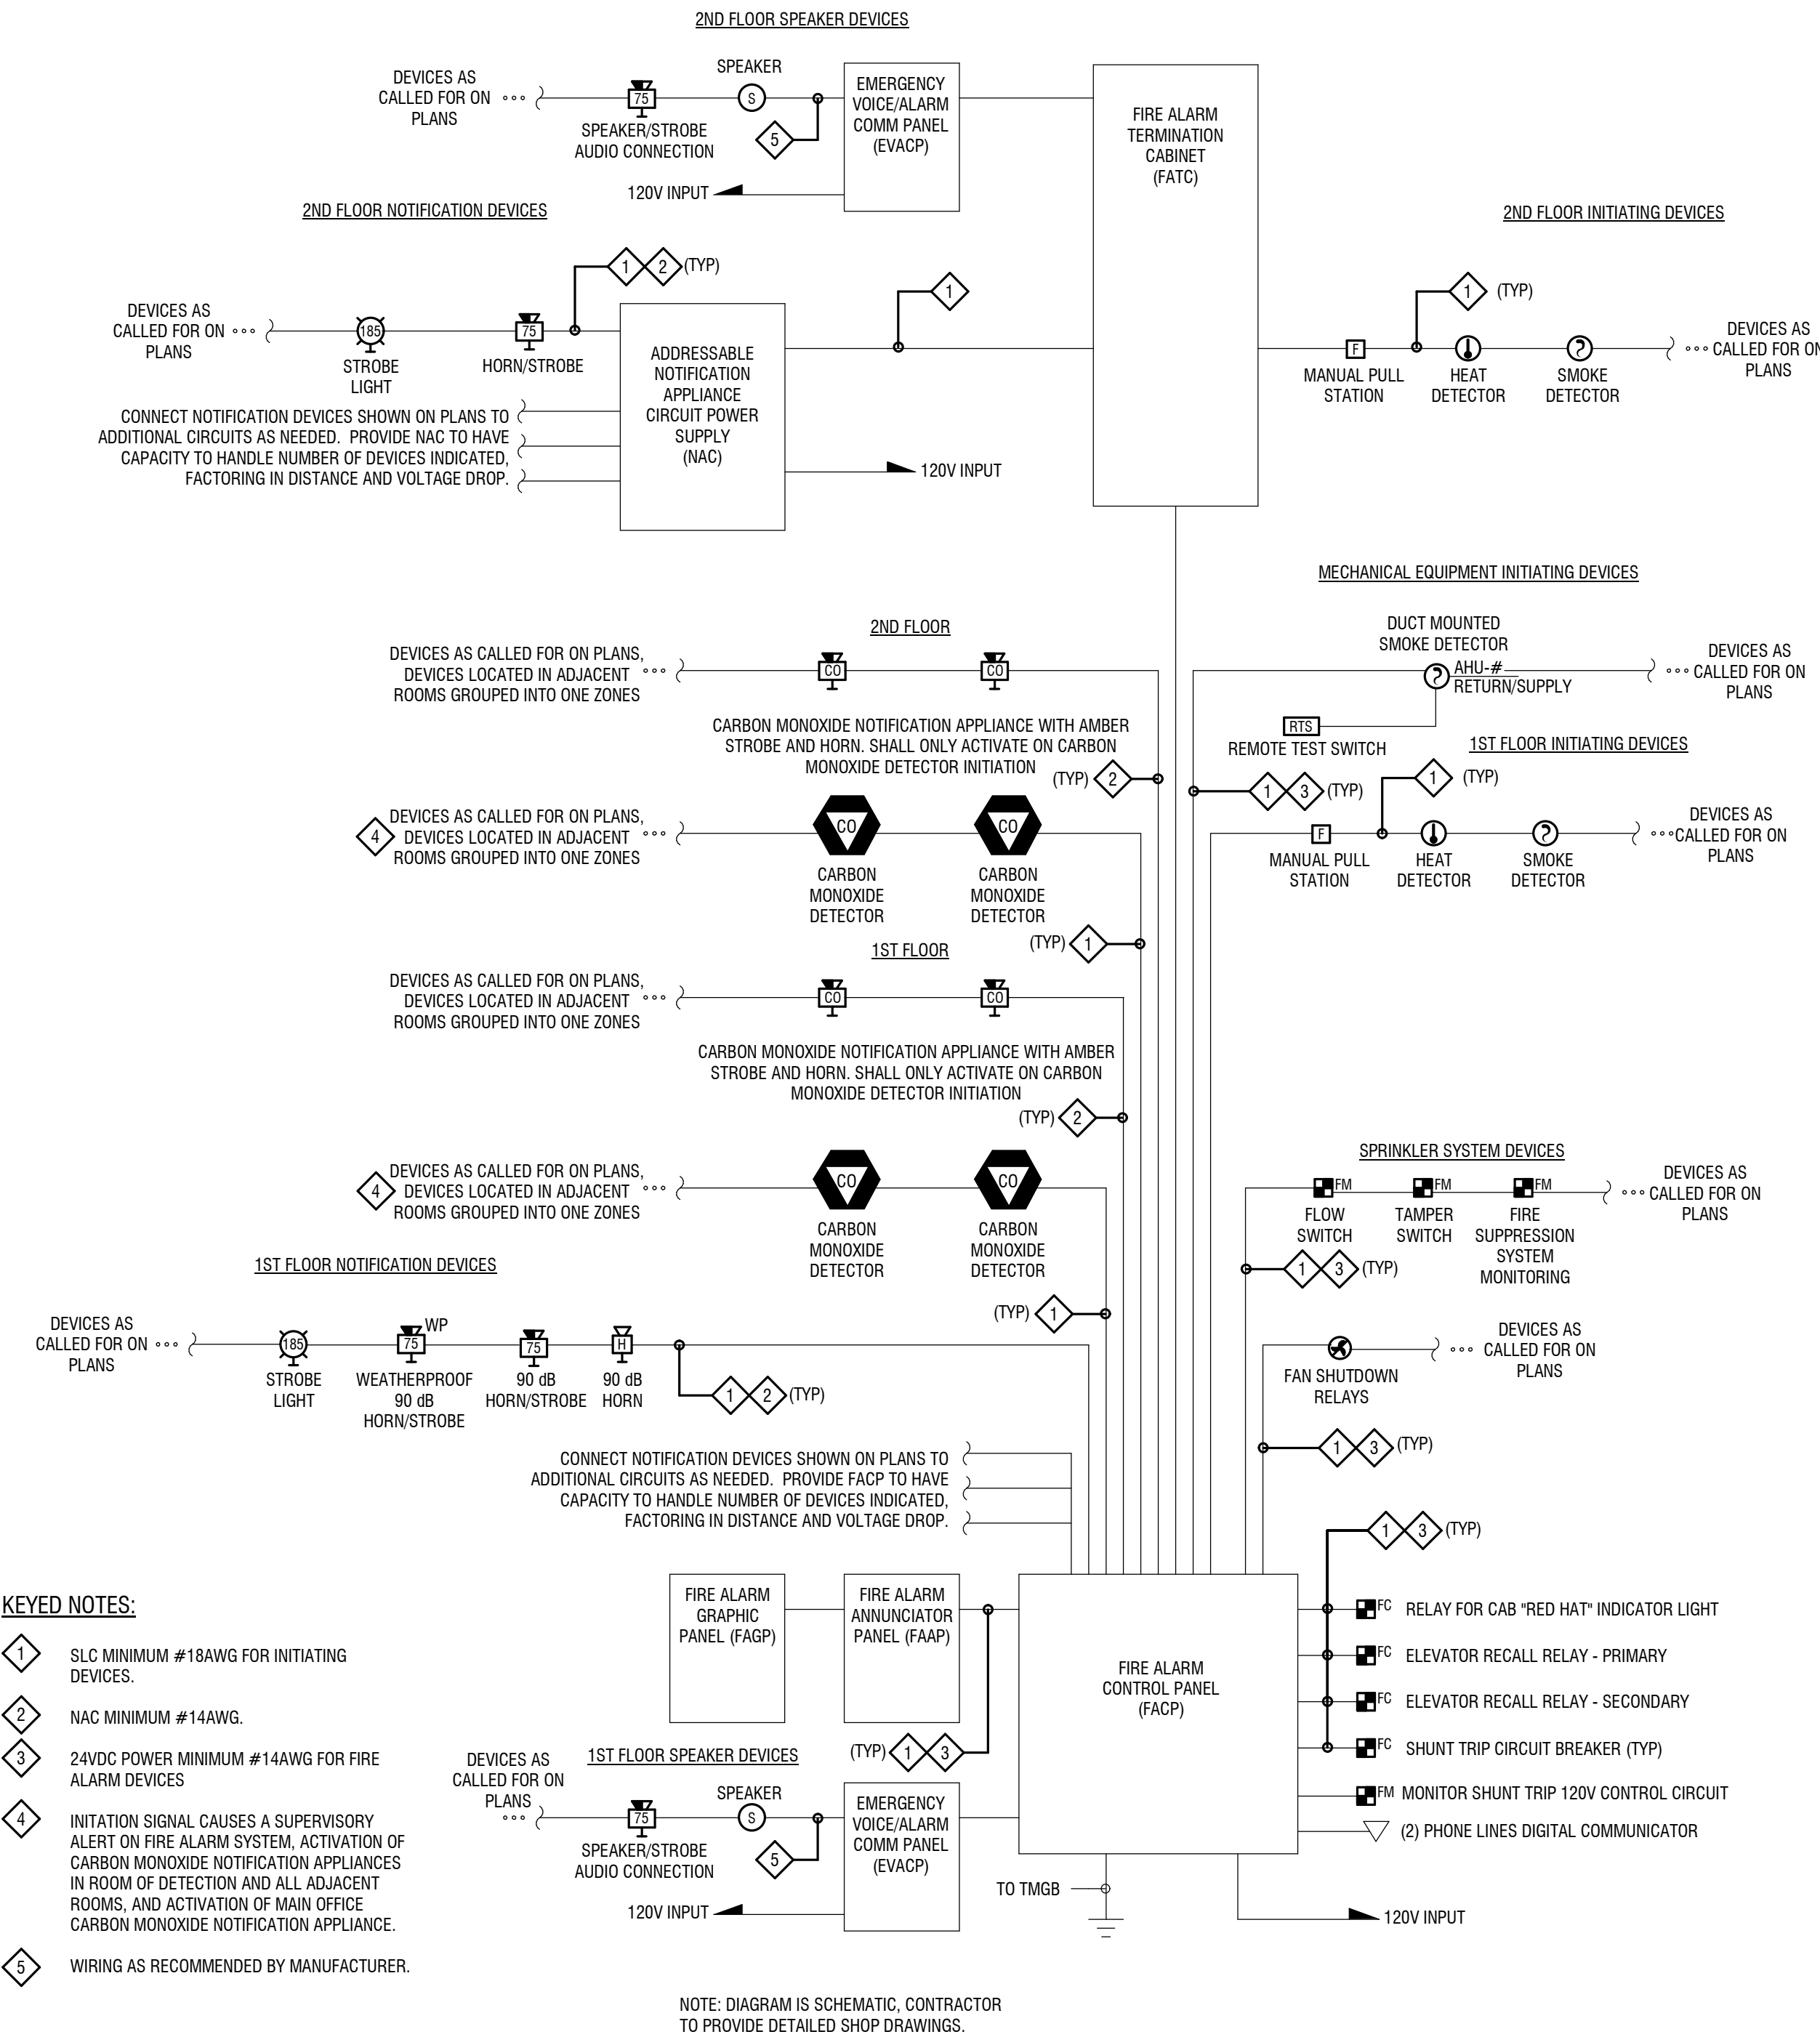 2ND FLOOR SPEAKER DEVICES
DEVICES AS
CALLED FOR ON
PLANS
75
SPEAKER/STROBE
AUDIO CONNECTION
SPEAKER
S
5
EMERGENCY
VOICE/ALARM
COMM PANEL
(EVACP)
120V INPUT
FIRE ALARM
TERMINATION
CABINET
(FATC)
2ND FLOOR NOTIFICATION DEVICES
DEVICES AS
CALLED FOR ON
PLANS
185
STROBE
LIGHT
75
HORN/STROBE
1 2 (TYP)
CONNECT NOTIFICATION DEVICES SHOWN ON PLANS TO
ADDITIONAL CIRCUITS AS NEEDED. PROVIDE NAC TO HAVE
CAPACITY TO HANDLE NUMBER OF DEVICES INDICATED,
FACTORING IN DISTANCE AND VOLTAGE DROP.
ADDRESSABLE
NOTIFICATION
APPLIANCE
CIRCUIT POWER
SUPPLY
(NAC)
1
120V INPUT
2ND FLOOR INITIATING DEVICES
1 (TYP)
F
MANUAL PULL
STATION
HEAT
DETECTOR
SMOKE
DETECTOR
DEVICES AS
CALLED FOR ON
PLANS
MECHANICAL EQUIPMENT INITIATING DEVICES
DUCT MOUNTED
SMOKE DETECTOR
AHU-#
RETURN/SUPPLY
DEVICES AS
CALLED FOR ON
PLANS
RTS
REMOTE TEST SWITCH
1 3 (TYP)
1ST FLOOR INITIATING DEVICES
1 (TYP)
F
MANUAL PULL
STATION
HEAT
DETECTOR
SMOKE
DETECTOR
DEVICES AS
CALLED FOR ON
PLANS
2ND FLOOR
DEVICES AS CALLED FOR ON PLANS,
DEVICES LOCATED IN ADJACENT
ROOMS GROUPED INTO ONE ZONES
CO
CO
CARBON MONOXIDE NOTIFICATION APPLIANCE WITH AMBER
STROBE AND HORN. SHALL ONLY ACTIVATE ON CARBON
MONOXIDE DETECTOR INITIATION
(TYP) 2
4
DEVICES AS CALLED FOR ON PLANS,
DEVICES LOCATED IN ADJACENT
ROOMS GROUPED INTO ONE ZONES
CO
CARBON
MONOXIDE
DETECTOR
CO
CARBON
MONOXIDE
DETECTOR
(TYP) 1
1ST FLOOR
DEVICES AS CALLED FOR ON PLANS,
DEVICES LOCATED IN ADJACENT
ROOMS GROUPED INTO ONE ZONES
CO
CO
CARBON MONOXIDE NOTIFICATION APPLIANCE WITH AMBER
STROBE AND HORN. SHALL ONLY ACTIVATE ON CARBON
MONOXIDE DETECTOR INITIATION
(TYP) 2
4
DEVICES AS CALLED FOR ON PLANS,
DEVICES LOCATED IN ADJACENT
ROOMS GROUPED INTO ONE ZONES
CO
CARBON
MONOXIDE
DETECTOR
CO
CARBON
MONOXIDE
DETECTOR
(TYP) 1
SPRINKLER SYSTEM DEVICES
FM
FLOW
SWITCH
FM
TAMPER
SWITCH
FM
FIRE
SUPPRESSION
SYSTEM
MONITORING
DEVICES AS
CALLED FOR ON
PLANS
1 3 (TYP)
FAN SHUTDOWN
RELAYS
DEVICES AS
CALLED FOR ON
PLANS
1 3 (TYP)
1ST FLOOR NOTIFICATION DEVICES
DEVICES AS
CALLED FOR ON
PLANS
185
STROBE
LIGHT
75 WP
WEATHERPROOF
90 dB
HORN/STROBE
75
90 dB
HORN/STROBE
H
90 dB
HORN
1 2 (TYP)
CONNECT NOTIFICATION DEVICES SHOWN ON PLANS TO
ADDITIONAL CIRCUITS AS NEEDED. PROVIDE FACP TO HAVE
CAPACITY TO HANDLE NUMBER OF DEVICES INDICATED,
FACTORING IN DISTANCE AND VOLTAGE DROP.
FIRE ALARM
GRAPHIC
PANEL (FAGP)
FIRE ALARM
ANNUNCIATOR
PANEL (FAAP)
(TYP) 1 3
FIRE ALARM
CONTROL PANEL
(FACP)
1 3 (TYP)
FC RELAY FOR CAB "RED HAT" INDICATOR LIGHT
FC ELEVATOR RECALL RELAY - PRIMARY
FC ELEVATOR RECALL RELAY - SECONDARY
FC SHUNT TRIP CIRCUIT BREAKER (TYP)
FM MONITOR SHUNT TRIP 120V CONTROL CIRCUIT
(2) PHONE LINES DIGITAL COMMUNICATOR
TO TMGB
120V INPUT
1ST FLOOR SPEAKER DEVICES
DEVICES AS
CALLED FOR ON
PLANS
75
SPEAKER/STROBE
AUDIO CONNECTION
SPEAKER
S
5
EMERGENCY
VOICE/ALARM
COMM PANEL
(EVACP)
120V INPUT
KEYED NOTES:
1 SLC MINIMUM #18AWG FOR INITIATING
DEVICES.
2 NAC MINIMUM #14AWG.
3 24VDC POWER MINIMUM #14AWG FOR FIRE
ALARM DEVICES
4 INITATION SIGNAL CAUSES A SUPERVISORY
ALERT ON FIRE ALARM SYSTEM, ACTIVATION OF
CARBON MONOXIDE NOTIFICATION APPLIANCES
IN ROOM OF DETECTION AND ALL ADJACENT
ROOMS, AND ACTIVATION OF MAIN OFFICE
CARBON MONOXIDE NOTIFICATION APPLIANCE.
5 WIRING AS RECOMMENDED BY MANUFACTURER.
NOTE: DIAGRAM IS SCHEMATIC, CONTRACTOR
TO PROVIDE DETAILED SHOP DRAWINGS.